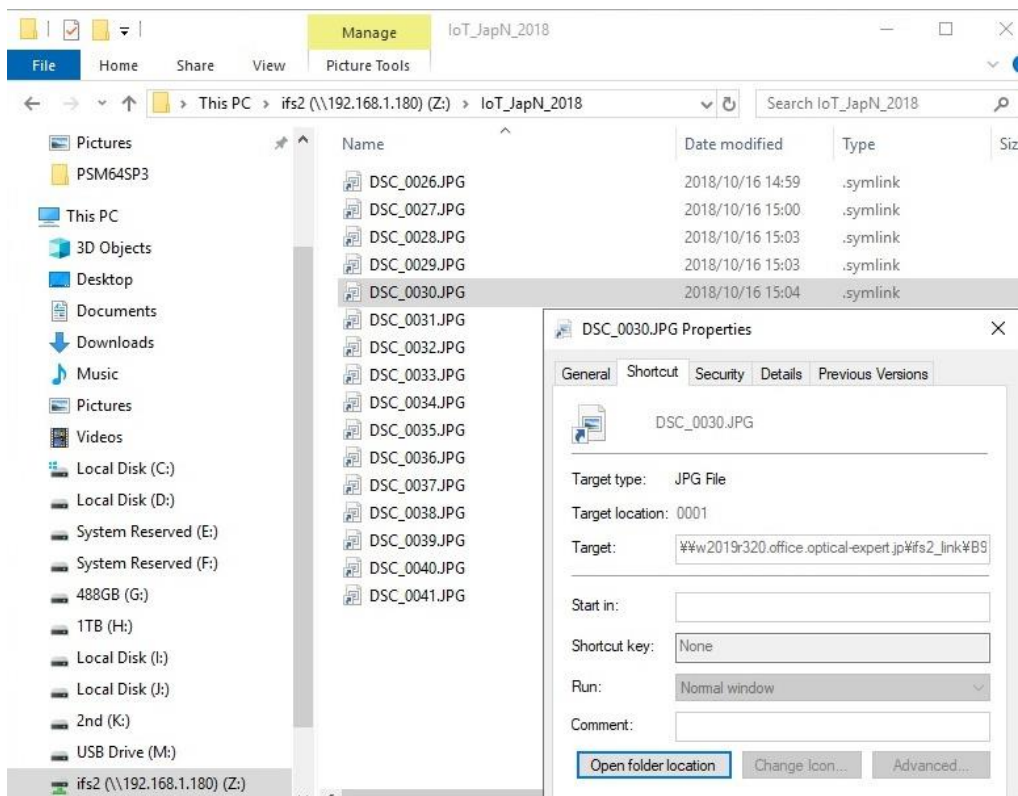 Manage IoT_JapN_2018
File Home Share View Picture Tools
This PC > ifs2 (\\192.168.1.180) (Z:) > IoT_JapN_2018
Search IoT_JapN_2018
Pictures
PSM64SP3
This PC
3D Objects
Desktop
Documents
Downloads
Music
Pictures
Videos
Local Disk (C:)
Local Disk (D:)
System Reserved (E:)
System Reserved (F:)
488GB (G:)
1TB (H:)
Local Disk (I:)
Local Disk (J:)
2nd (K:)
USB Drive (M:)
ifs2 (\\192.168.1.180) (Z:)
Name Date modified Type Siz
DSC_0026.JPG 2018/10/16 14:59 .symlink
DSC_0027.JPG 2018/10/16 15:00 .symlink
DSC_0028.JPG 2018/10/16 15:03 .symlink
DSC_0029.JPG 2018/10/16 15:03 .symlink
DSC_0030.JPG 2018/10/16 15:04 .symlink
DSC_0031.JPG
DSC_0032.JPG
DSC_0033.JPG
DSC_0034.JPG
DSC_0035.JPG
DSC_0036.JPG
DSC_0037.JPG
DSC_0038.JPG
DSC_0039.JPG
DSC_0040.JPG
DSC_0041.JPG
DSC_0030.JPG Properties
General Shortcut Security Details Previous Versions
DSC_0030.JPG
Target type: JPG File
Target location: 0001
Target: ¥¥w2019r320.office.optical-expert.jp¥ifs2_link¥B9
Start in:
Shortcut key: None
Run: Normal window
Comment:
Open folder location Change Icon... Advanced...